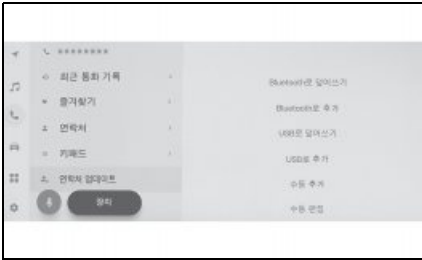 ********
최근 통화 기록
즐겨찾기
연락처
키패드
연락처 업데이트
장치
Bluetooth로 덮어쓰기
Bluetooth로 추가
USB로 덮어쓰기
USB로 추가
수동 추가
수동 편집